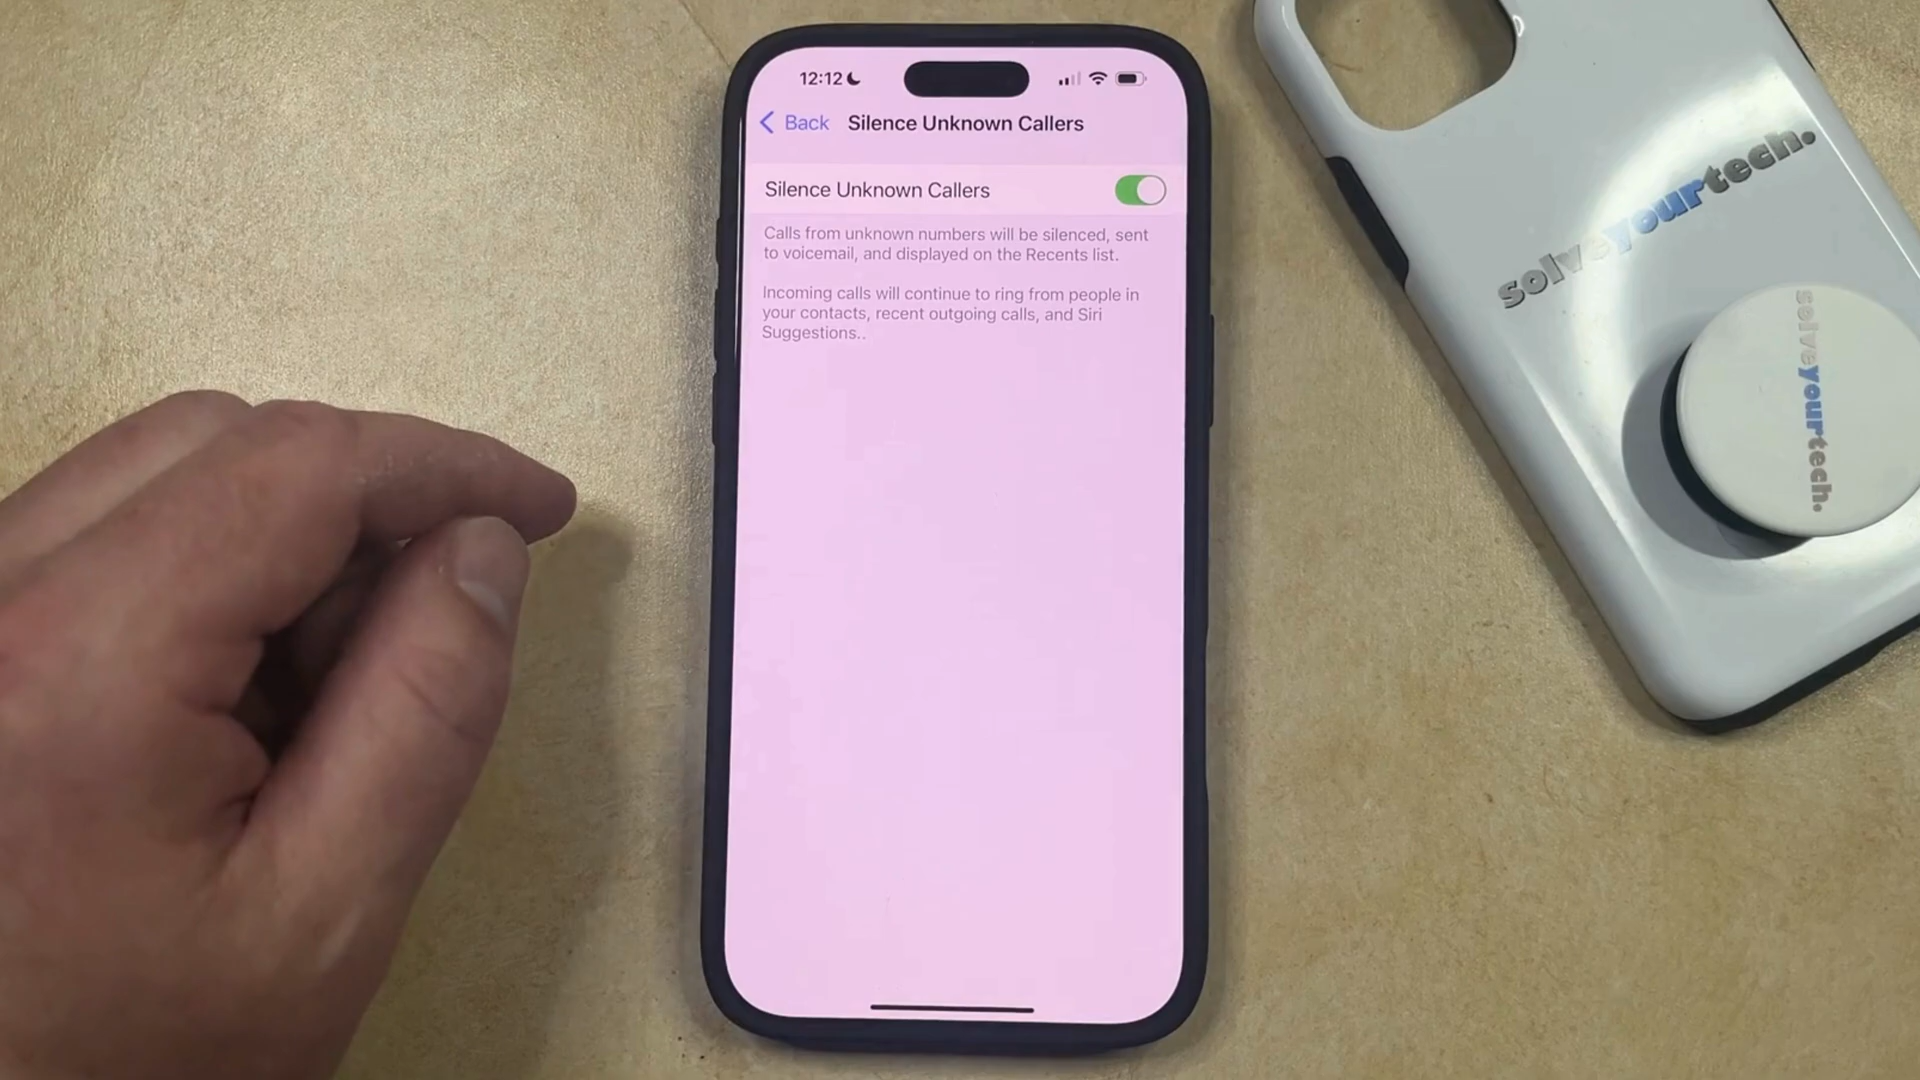 12:12
Back
Silence Unknown Callers
Silence Unknown Callers
Calls from unknown numbers will be silenced, sent
to voicemail, and displayed on the Recents list.
Incoming calls will continue to ring from people in
your contacts, recent outgoing calls, and Siri
Suggestions..
solveyourtech.
solveyourtech.